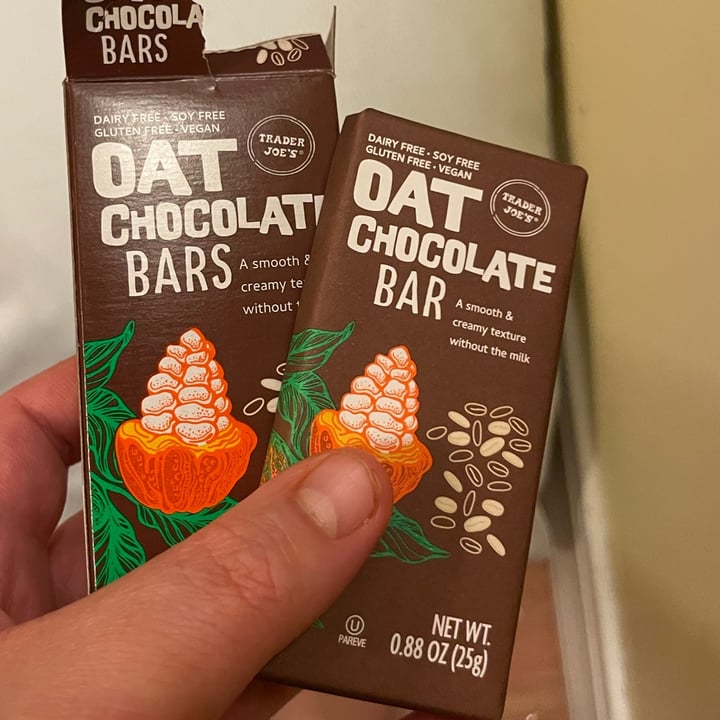 CHOCOLA
BARS
DAIRY FREE • SOY FREE
GLUTEN FREE • VEGAN
TRADER
JOE'S®
OAT
CHOCOLAT
BARS
A smooth &
creamy te
without
DAIRY FREE • SOY FREE
GLUTEN FREE • VEGAN
TRADER
JOE'S®
OAT
CHOCOLATE
BAR
A smooth &
creamy texture
without the milk
U
PAREVE
NET WT.
0.88 OZ (25g)